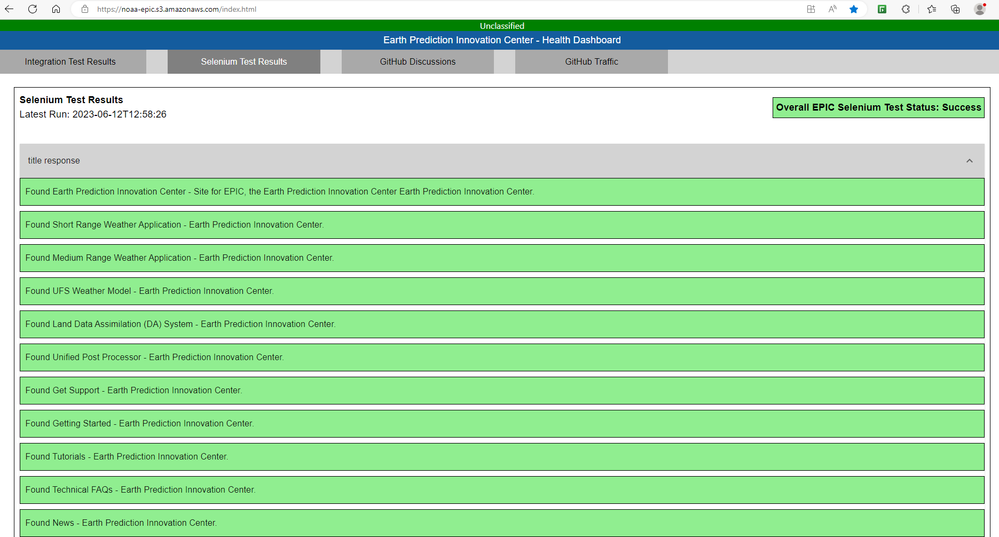 https://noaa-epic.s3.amazonaws.com/index.html
Unclassified
Earth Prediction Innovation Center - Health Dashboard
Integration Test Results
Selenium Test Results
GitHub Discussions
GitHub Traffic
Selenium Test Results
Latest Run: 2023-06-12T12:58:26
Overall EPIC Selenium Test Status: Success
title response
Found Earth Prediction Innovation Center - Site for EPIC, the Earth Prediction Innovation Center Earth Prediction Innovation Center.
Found Short Range Weather Application - Earth Prediction Innovation Center.
Found Medium Range Weather Application - Earth Prediction Innovation Center.
Found UFS Weather Model - Earth Prediction Innovation Center.
Found Land Data Assimilation (DA) System - Earth Prediction Innovation Center.
Found Unified Post Processor - Earth Prediction Innovation Center.
Found Get Support - Earth Prediction Innovation Center.
Found Getting Started - Earth Prediction Innovation Center.
Found Tutorials - Earth Prediction Innovation Center.
Found Technical FAQs - Earth Prediction Innovation Center.
Found News - Earth Prediction Innovation Center.